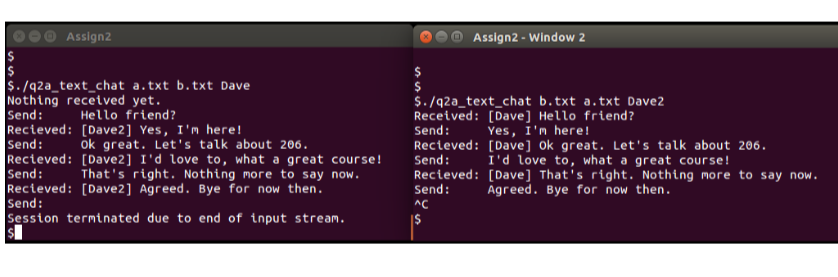 Assign2
$
$
$./q2a_text_chat a.txt b.txt Dave
Nothing received yet.
Send:     Hello friend?
Recieved: [Dave2] Yes, I'm here!
Send:     Ok great. Let's talk about 206.
Recieved: [Dave2] I'd love to, what a great course!
Send:     That's right. Nothing more to say now.
Recieved: [Dave2] Agreed. Bye for now then.
Send:
Session terminated due to end of input stream.
$
Assign2 - Window 2
$
$
$./q2a_text_chat b.txt a.txt Dave2
Received: [Dave] Hello friend?
Send:     Yes, I'm here!
Recieved: [Dave] Ok great. Let's talk about 206.
Send:     I'd love to, what a great course!
Recieved: [Dave] That's right. Nothing more to say now.
Send:     Agreed. Bye for now then.
^C
$